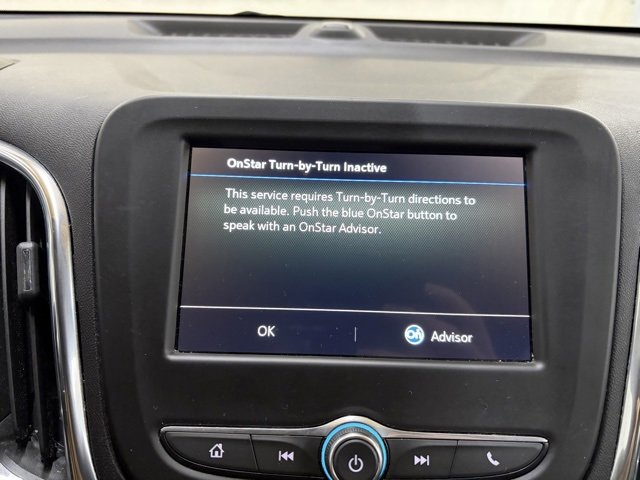 OnStar Turn-by-Turn Inactive
This service requires Turn-by-Turn directions to
be available. Push the blue OnStar button to
speak with an OnStar Advisor.
OK
On Advisor